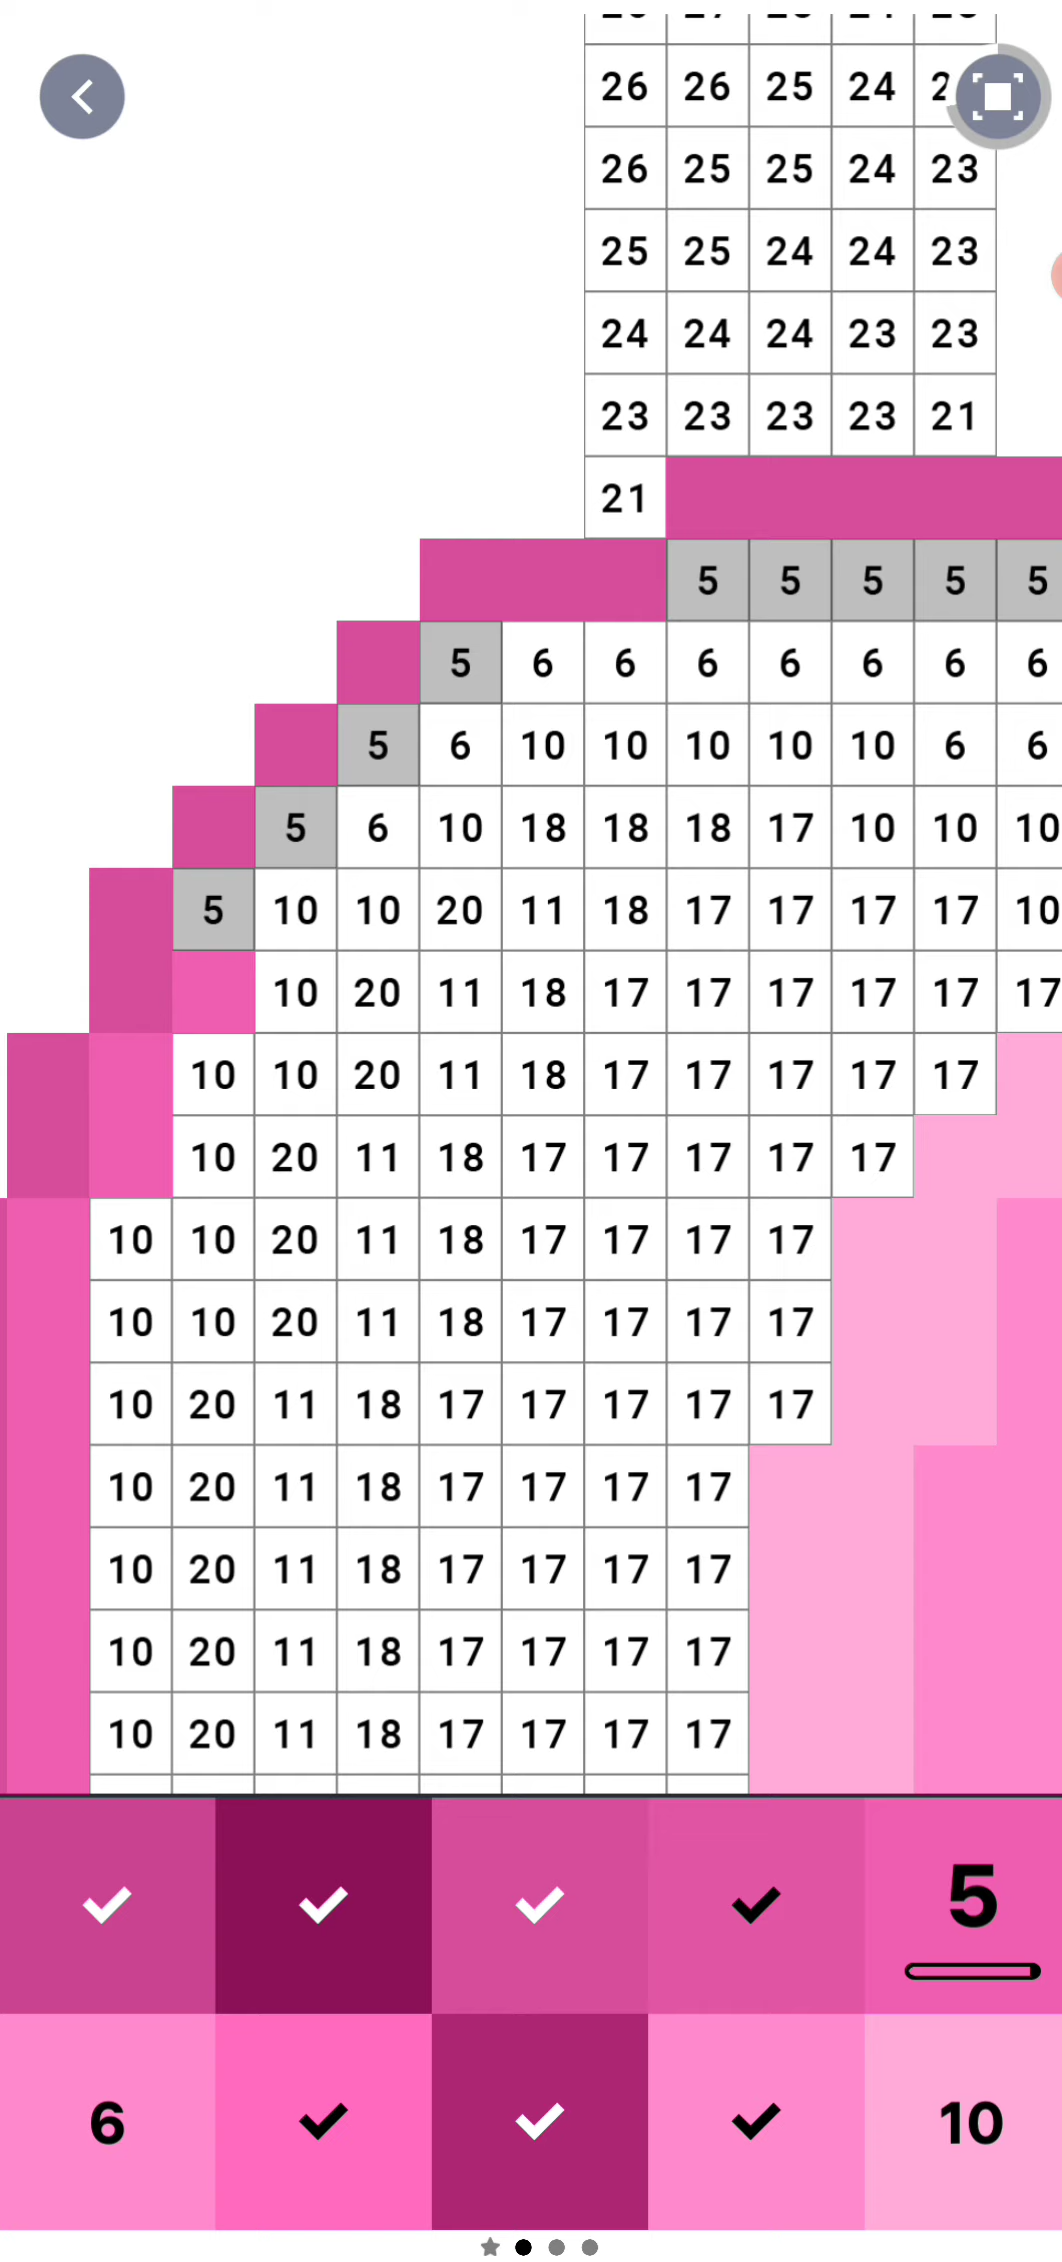 26 26 25 24
26 25 25 24 23
25 25 24 24 23
24 24 24 23 23
23 23 23 23 21
21
5 5 5 5 5
5 6 6 6 6 6 6 6
5 6 10 10 10 10 10 6 6
5 6 10 18 18 18 17 10 10 10
5 10 10 20 11 18 17 17 17 17 10
10 20 11 18 17 17 17 17 17 17
10 10 20 11 18 17 17 17 17 17
10 20 11 18 17 17 17 17 17
10 10 20 11 18 17 17 17 17
10 10 20 11 18 17 17 17 17
10 20 11 18 17 17 17 17 17
10 20 11 18 17 17 17 17
10 20 11 18 17 17 17 17
10 20 11 18 17 17 17 17
10 20 11 18 17 17 17 17
5
6 10